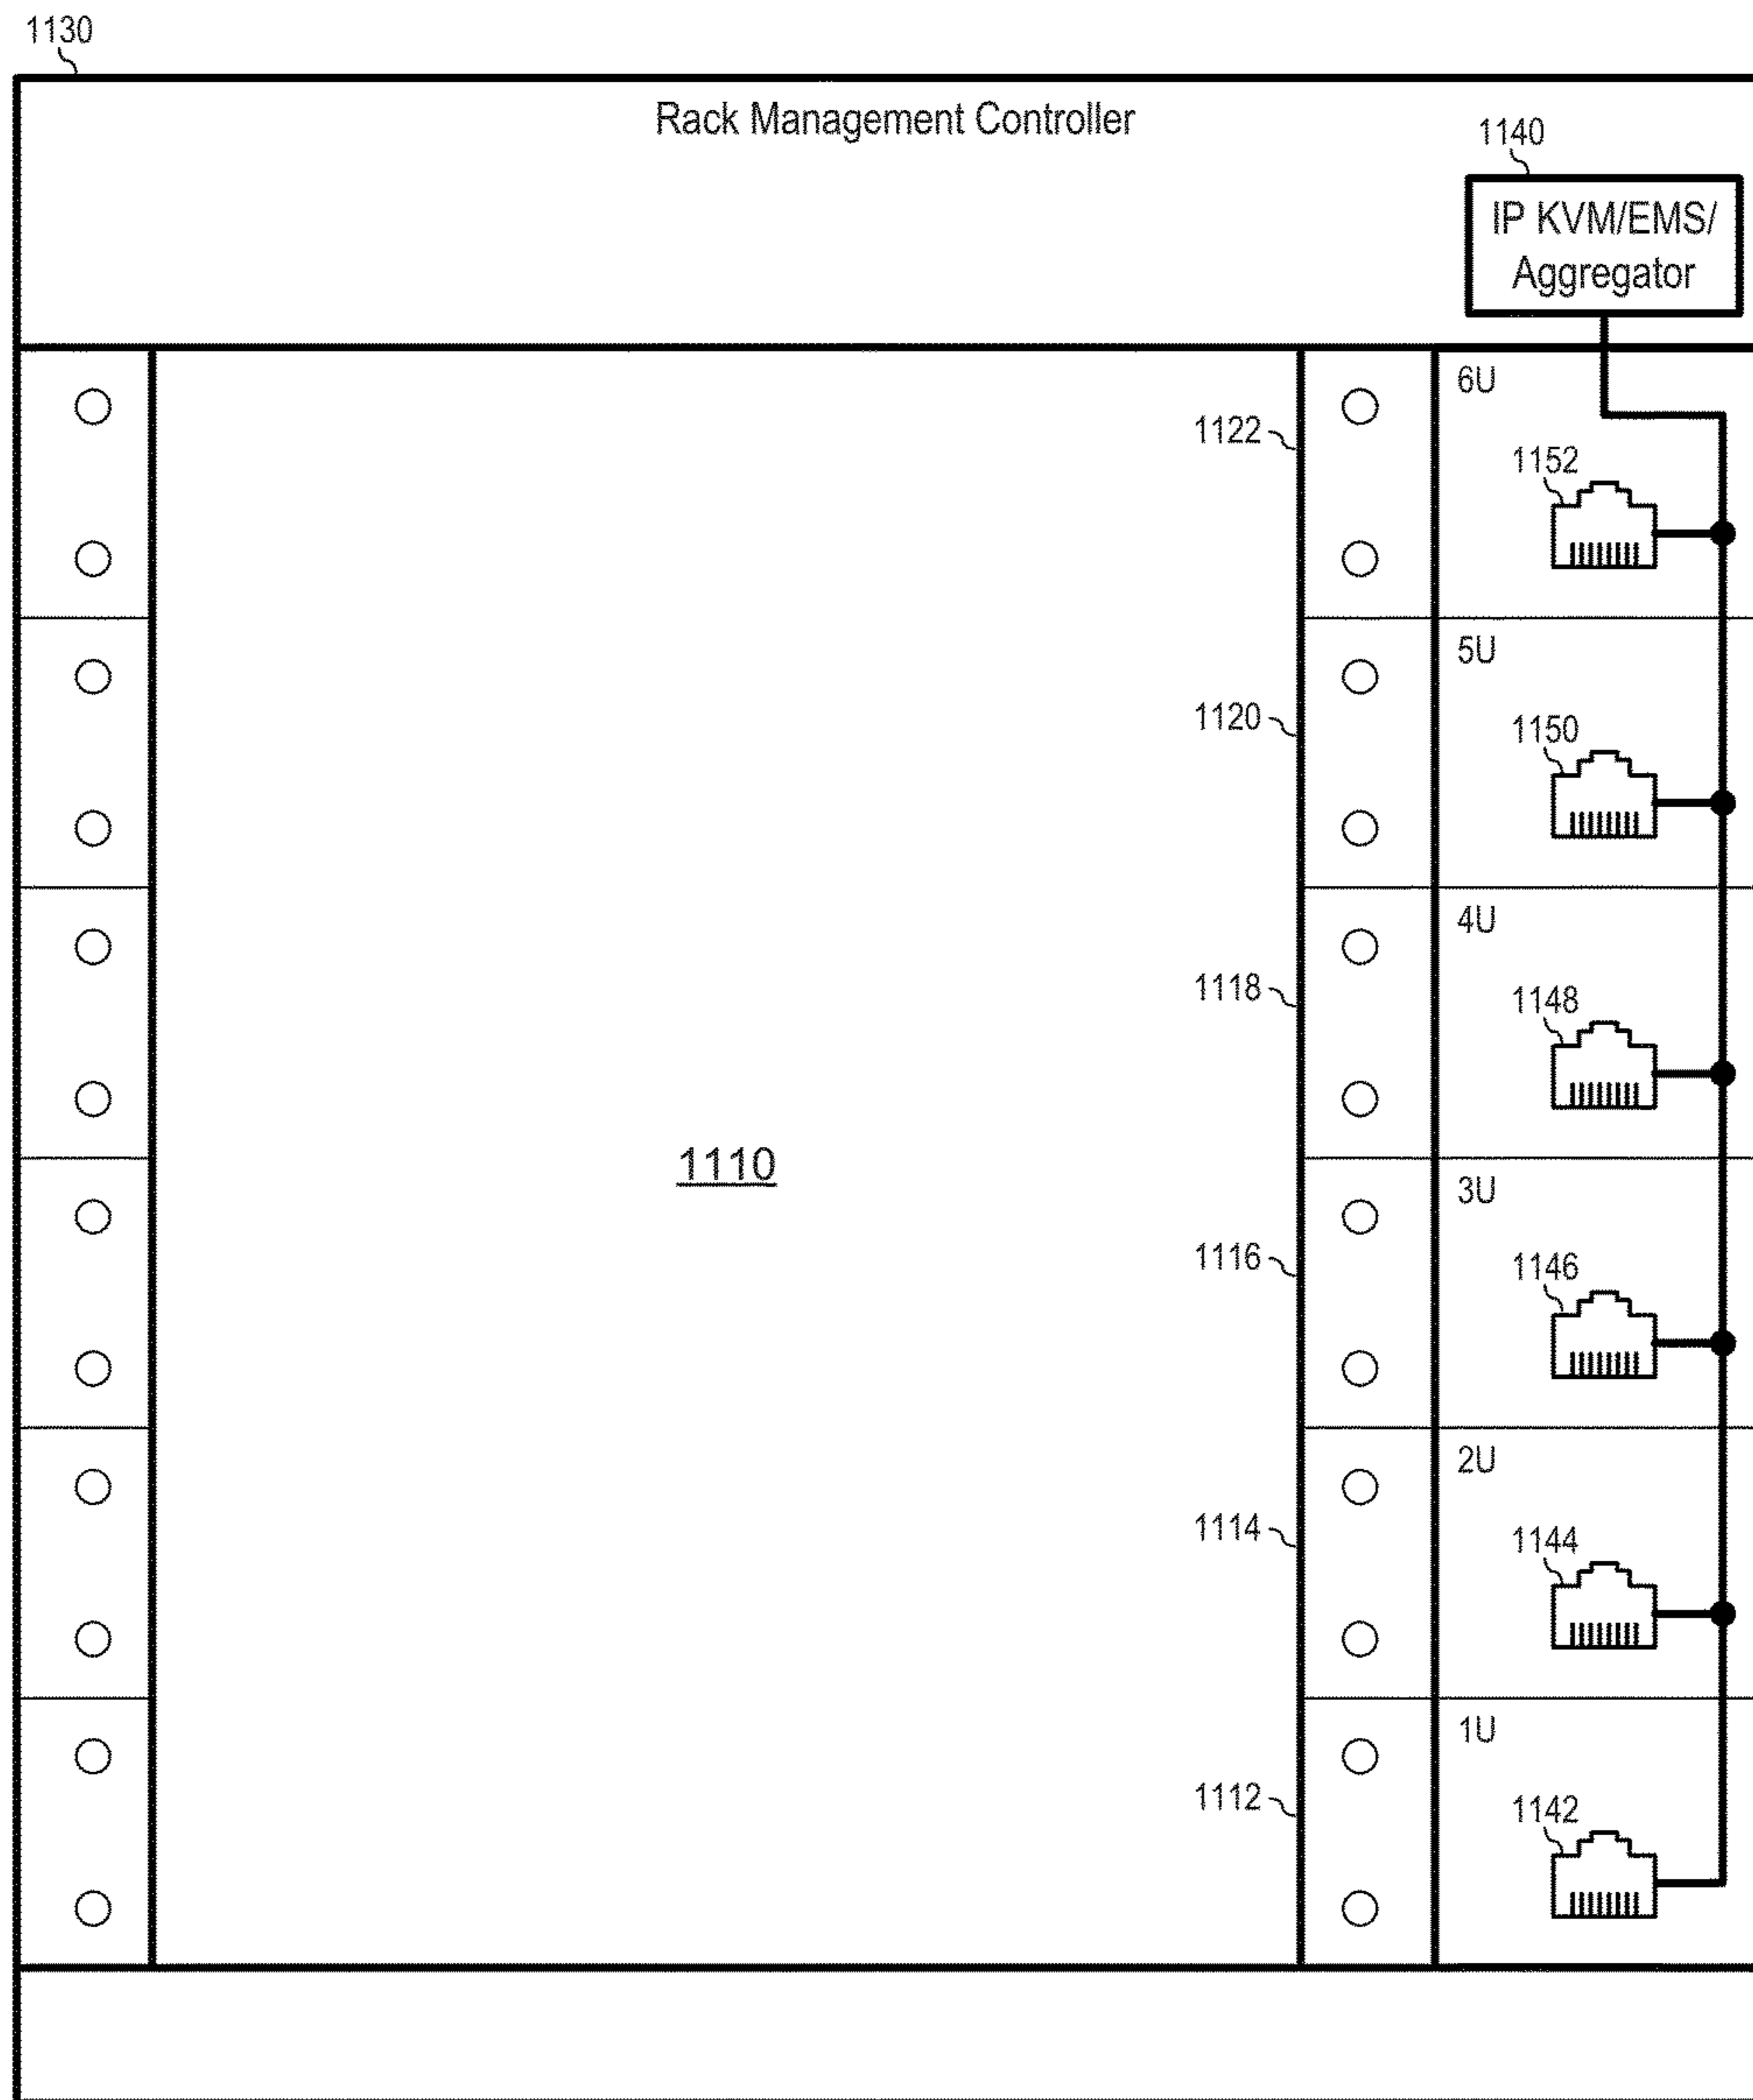 1130
Rack Management Controller
1140
IP KVM/EMS/
Aggregator
6U
1122
1152
5U
1120
1150
4U
1118
1148
1110
3U
1116
1146
2U
1114
1144
1U
1112
1142